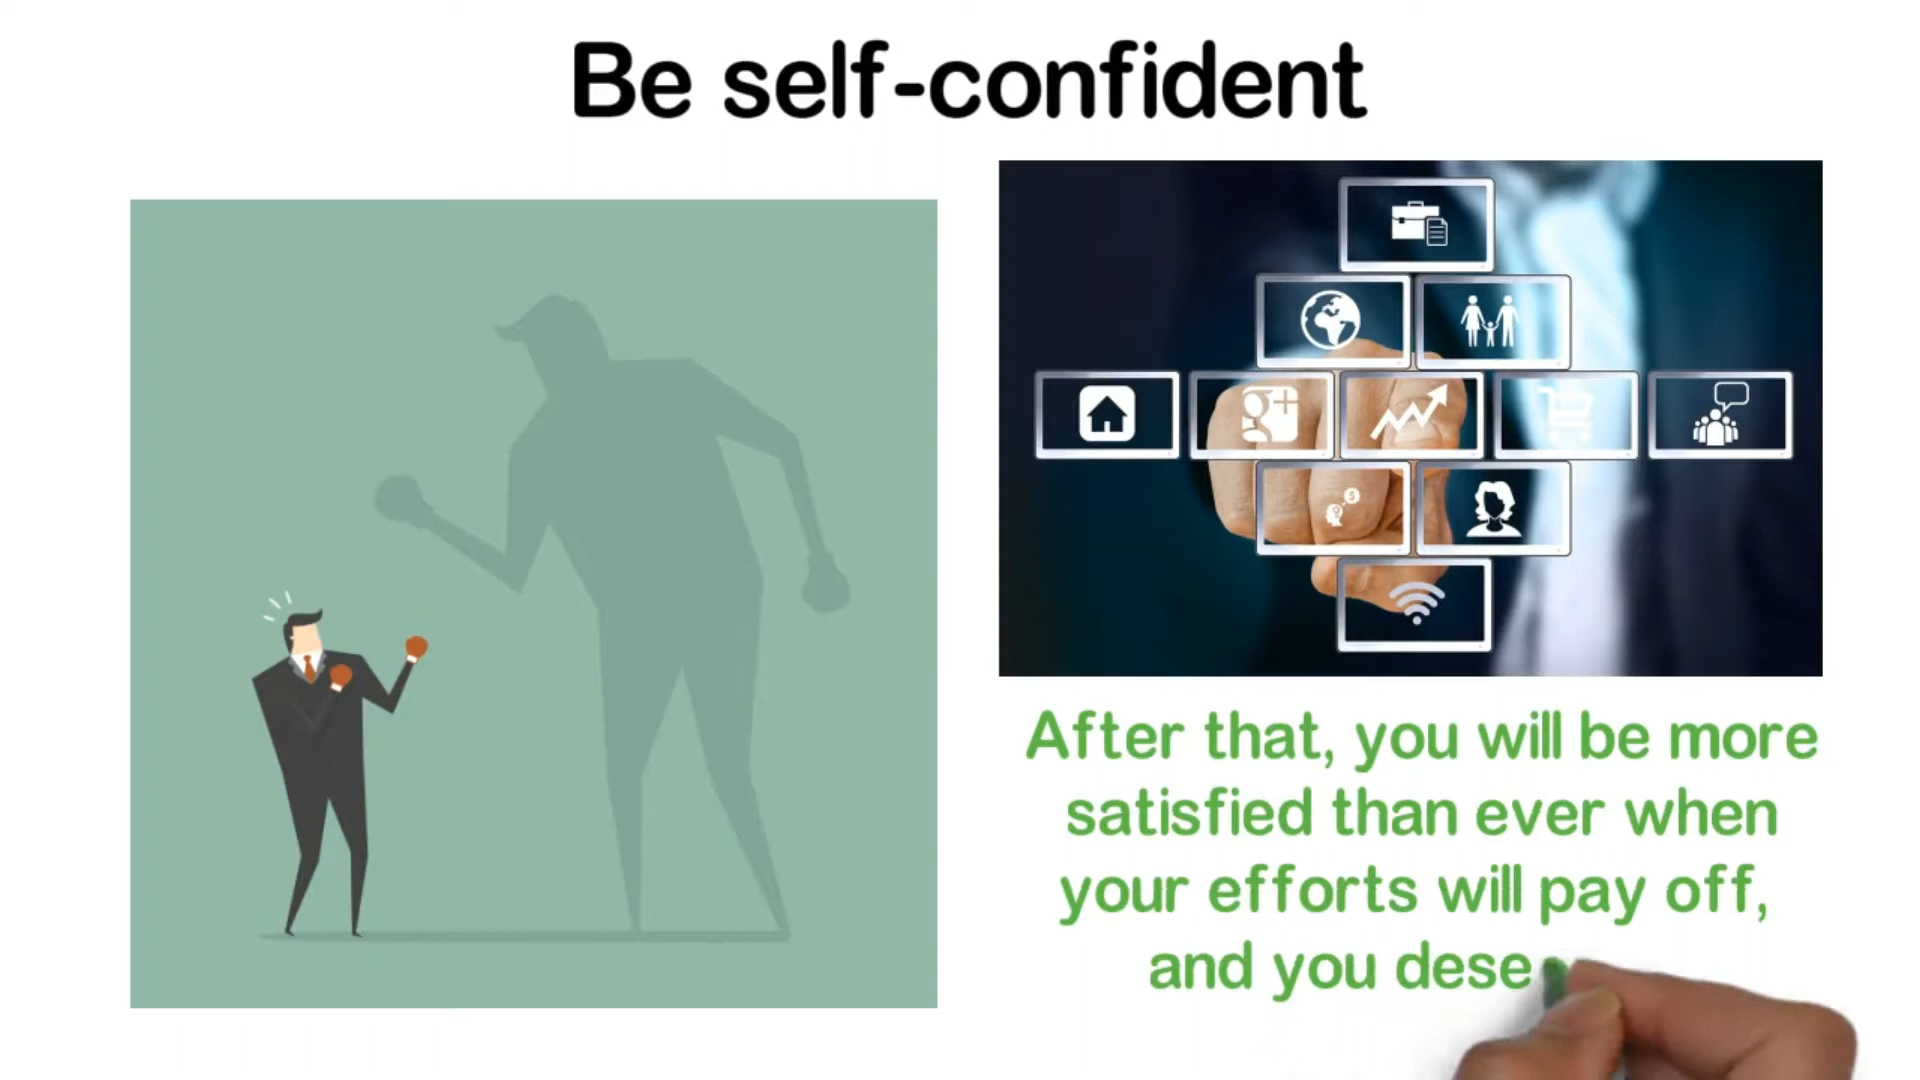 Be self-confident
After that, you will be more
satisfied than ever when
your efforts will pay off,
and you dese